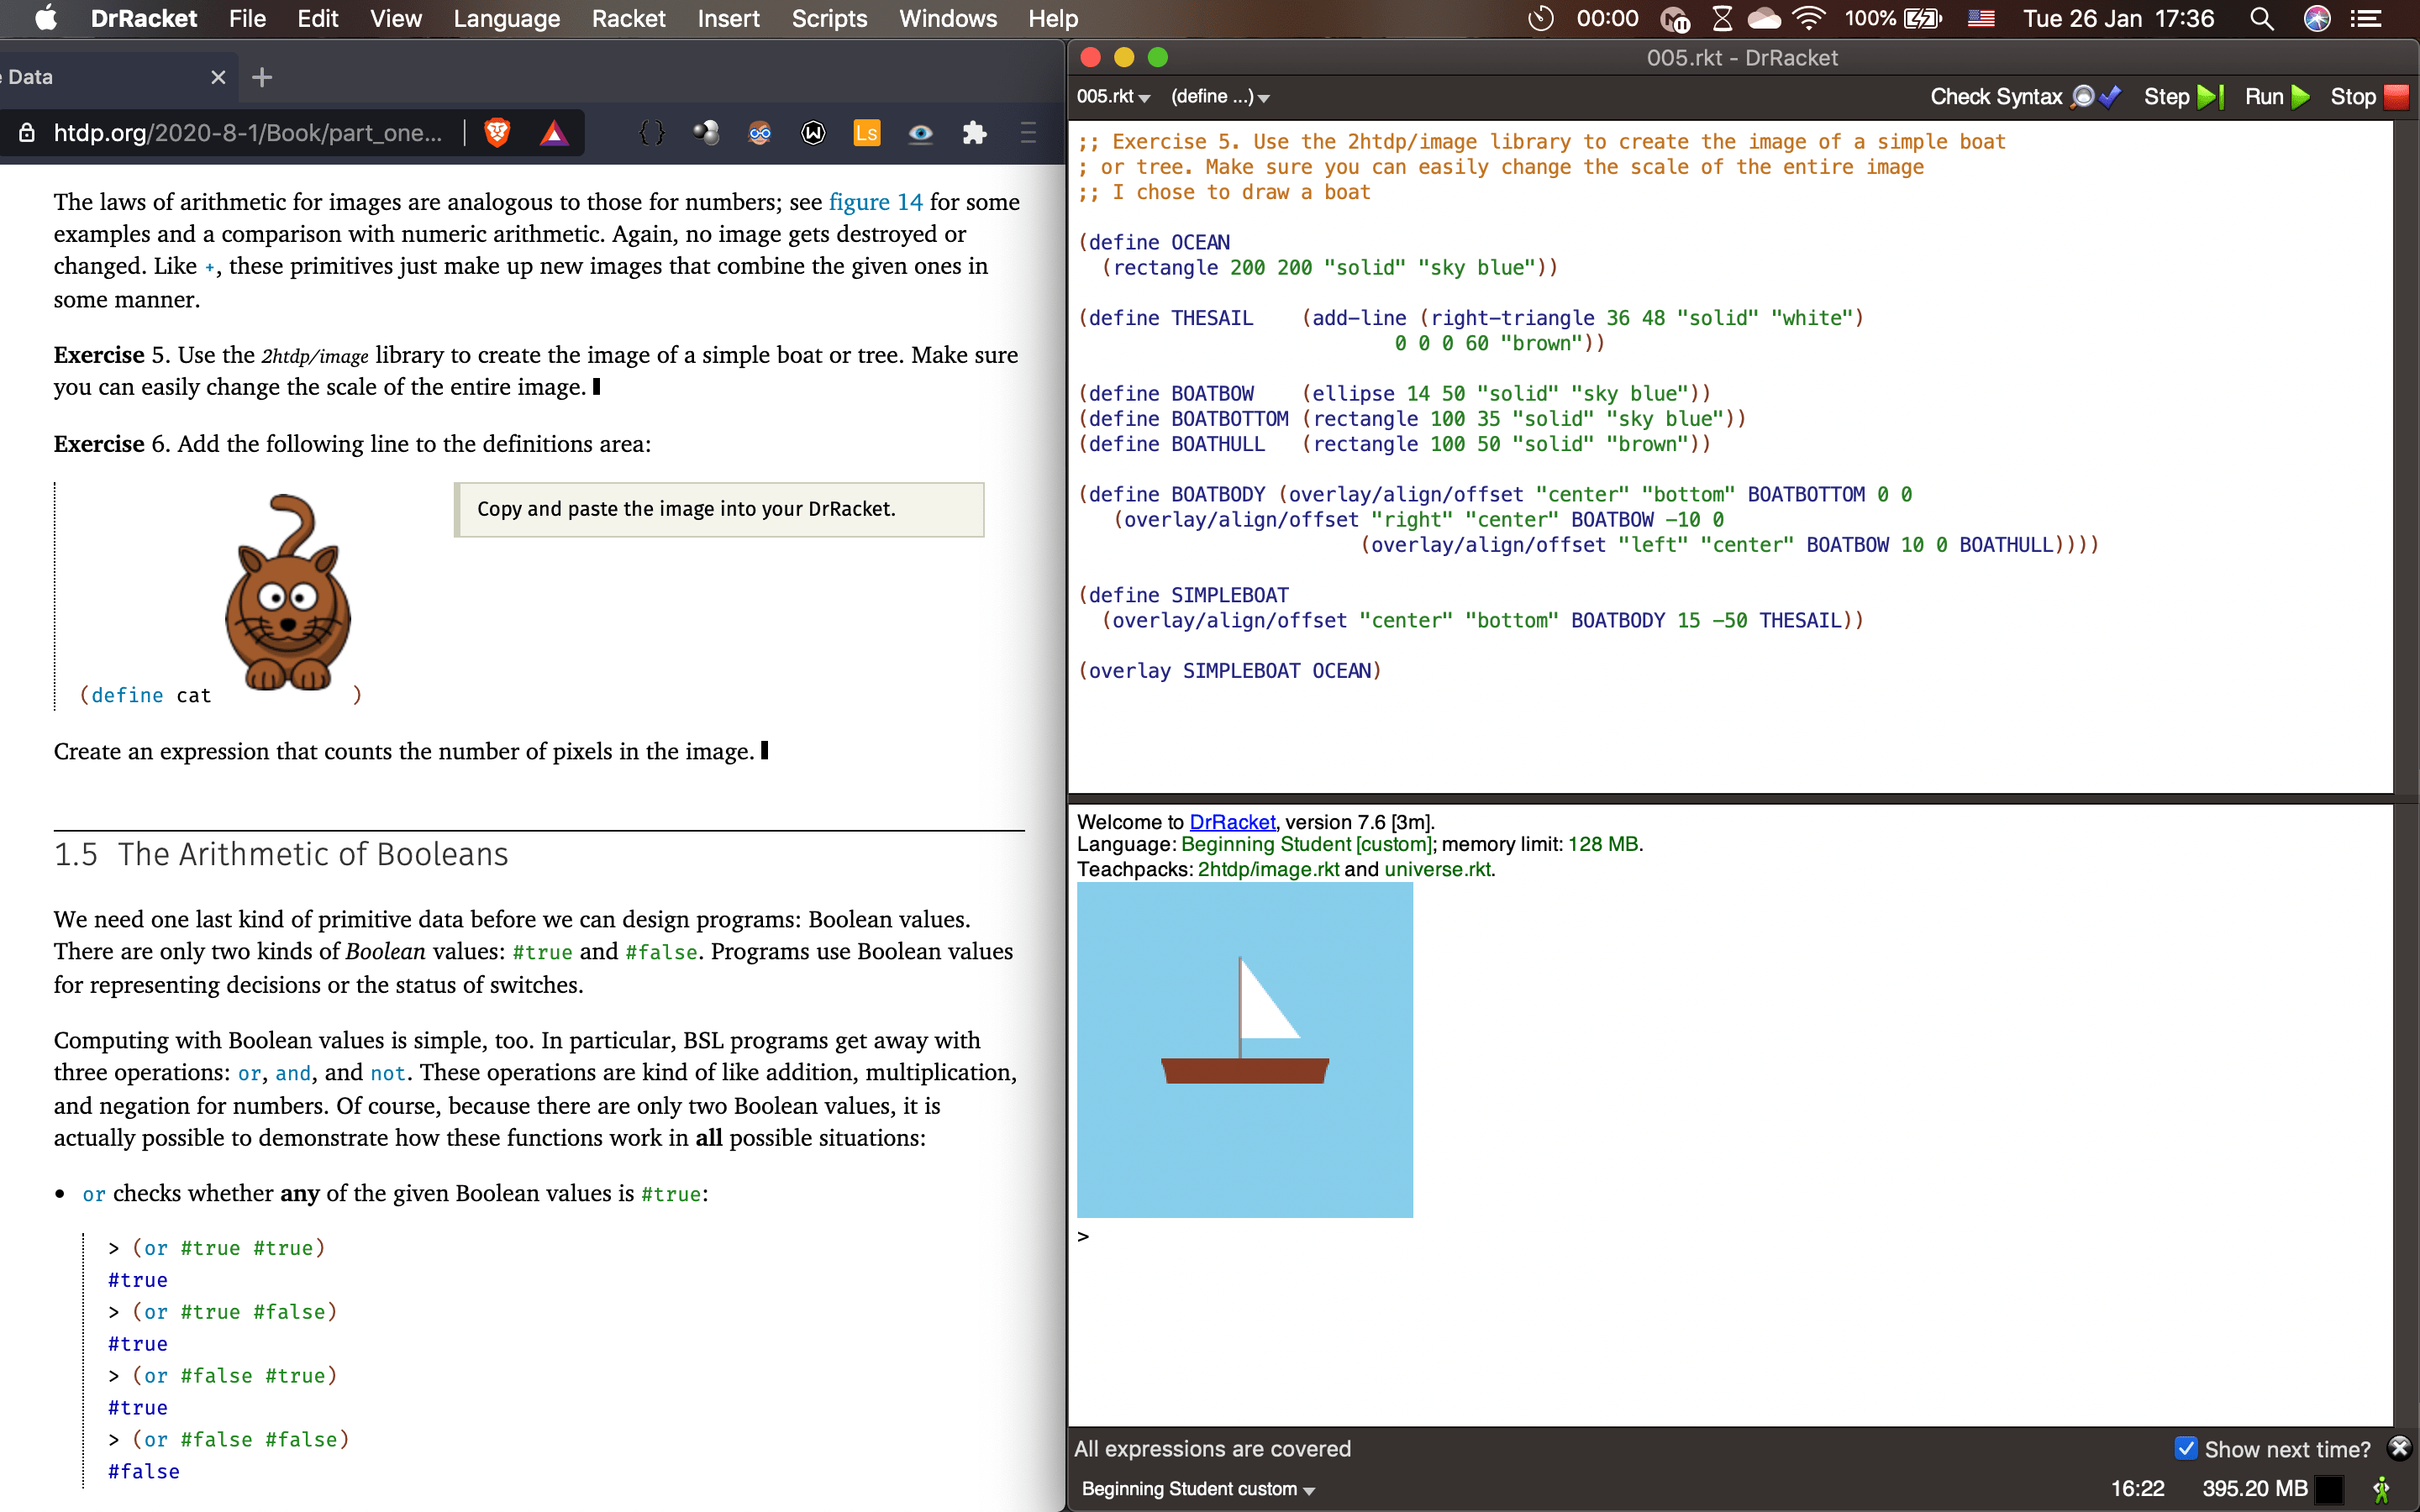 DrRacket File Edit View Language Racket Insert Scripts Windows Help 00:00 100% Tue 26 Jan 17:36
Data
htdp.org/2020-8-1/Book/part_one...
Ls
The laws of arithmetic for images are analogous to those for numbers; see figure 14 for some
examples and a comparison with numeric arithmetic. Again, no image gets destroyed or
changed. Like +, these primitives just make up new images that combine the given ones in
some manner.
Exercise 5. Use the 2htdp/image library to create the image of a simple boat or tree. Make sure
you can easily change the scale of the entire image.
Exercise 6. Add the following line to the definitions area:
Copy and paste the image into your DrRacket.
(define cat )
Create an expression that counts the number of pixels in the image.
1.5 The Arithmetic of Booleans
We need one last kind of primitive data before we can design programs: Boolean values.
There are only two kinds of Boolean values: #true and #false. Programs use Boolean values
for representing decisions or the status of switches.
Computing with Boolean values is simple, too. In particular, BSL programs get away with
three operations: or, and, and not. These operations are kind of like addition, multiplication,
and negation for numbers. Of course, because there are only two Boolean values, it is
actually possible to demonstrate how these functions work in all possible situations:
• or checks whether any of the given Boolean values is #true:
> (or #true #true)
#true
> (or #true #false)
#true
> (or #false #true)
#true
> (or #false #false)
#false
005.rkt - DrRacket
005.rkt (define ...) Check Syntax Step Run Stop
;; Exercise 5. Use the 2htdp/image library to create the image of a simple boat
; or tree. Make sure you can easily change the scale of the entire image
;; I chose to draw a boat
(define OCEAN
(rectangle 200 200 "solid" "sky blue"))
(define THESAIL (add-line (right-triangle 36 48 "solid" "white")
0 0 0 60 "brown"))
(define BOATBOW (ellipse 14 50 "solid" "sky blue"))
(define BOATBOTTOM (rectangle 100 35 "solid" "sky blue"))
(define BOATHULL (rectangle 100 50 "solid" "brown"))
(define BOATBODY (overlay/align/offset "center" "bottom" BOATBOTTOM 0 0
(overlay/align/offset "right" "center" BOATBOW -10 0
(overlay/align/offset "left" "center" BOATBOW 10 0 BOATHULL))))
(define SIMPLEBOAT
(overlay/align/offset "center" "bottom" BOATBODY 15 -50 THESAIL))
(overlay SIMPLEBOAT OCEAN)
Welcome to DrRacket, version 7.6 [3m].
Language: Beginning Student [custom]; memory limit: 128 MB.
Teachpacks: 2htdp/image.rkt and universe.rkt.
>
All expressions are covered Show next time?
Beginning Student custom 16:22 395.20 MB